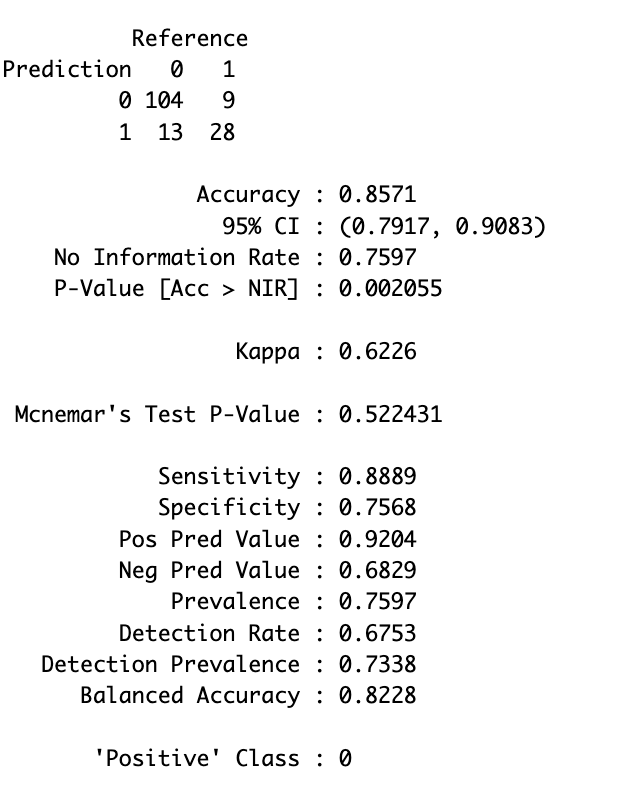 Reference
Prediction 0 1
0 104 9
1 13 28
Accuracy : 0.8571
95% CI : (0.7917, 0.9083)
No Information Rate : 0.7597
P-Value [Acc > NIR] : 0.002055
Kappa : 0.6226
Mcnemar's Test P-Value : 0.522431
Sensitivity : 0.8889
Specificity : 0.7568
Pos Pred Value : 0.9204
Neg Pred Value : 0.6829
Prevalence : 0.7597
Detection Rate : 0.6753
Detection Prevalence : 0.7338
Balanced Accuracy : 0.8228
'Positive' Class : 0